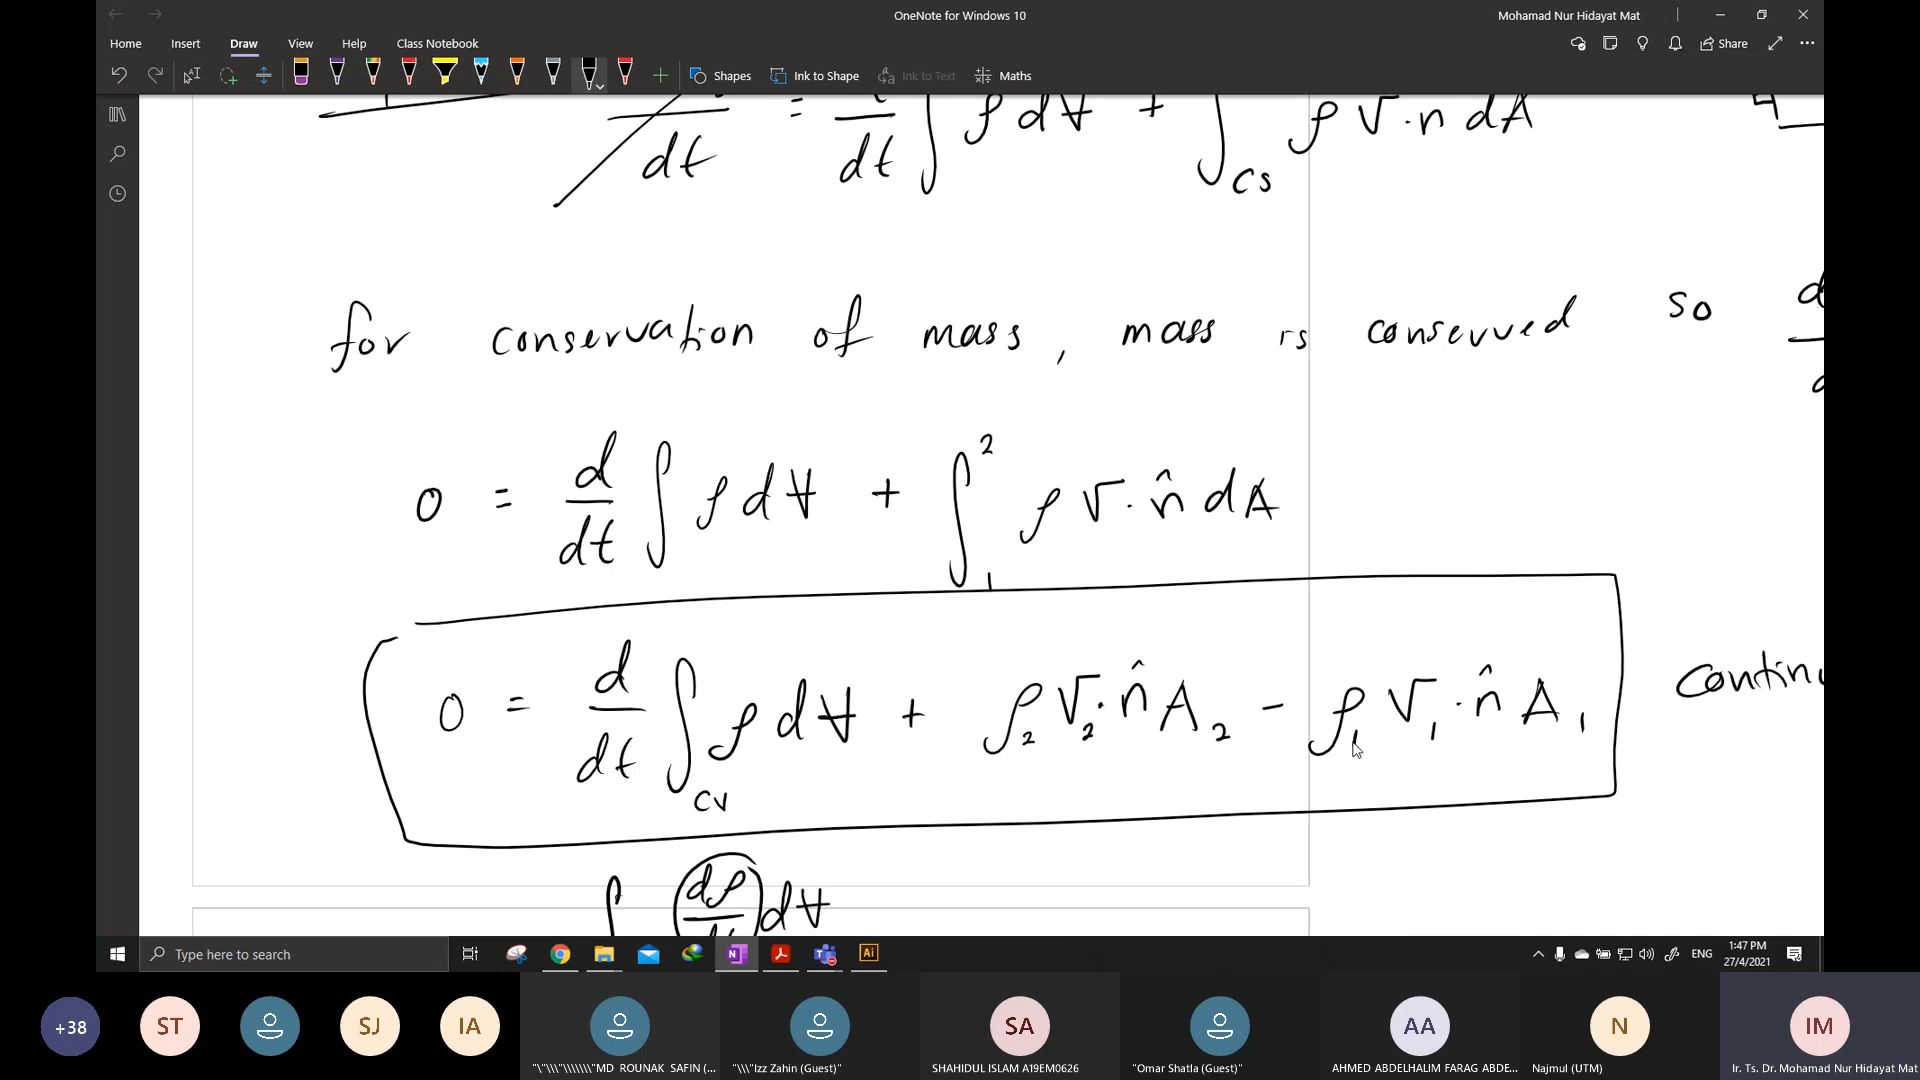 OneNote for Windows 10
Mohamad Nur Hidayat Mat
Home Insert Draw View Help Class Notebook
Share
Shapes Ink to Shape Ink to Text Maths
dt = dt ∫ ρ d∀ + ∫CS ρ V·n dA
for conservation of mass, mass is conserved so d
0 = d/dt ∫ ρ d∀ + ∫₁² ρ V·n̂ dA
0 = d/dt ∫CV ρ d∀ + ρ₂ V₂·n̂ A₂ − ρ₁ V₁·n̂ A₁
Contin
∫ (dρ) d∀
Type here to search
ENG
1:47 PM
27/4/2021
+38 ST SJ IA SA AA N IM
"\"\\\"\\\\\\\"MD ROUNAK SAFIN (...
"\\\"Izz Zahin (Guest)"
SHAHIDUL ISLAM A19EM0626
"Omar Shatla (Guest)"
AHMED ABDELHALIM FARAG ABDE...
Najmul (UTM)
Ir. Ts. Dr. Mohamad Nur Hidayat Mat